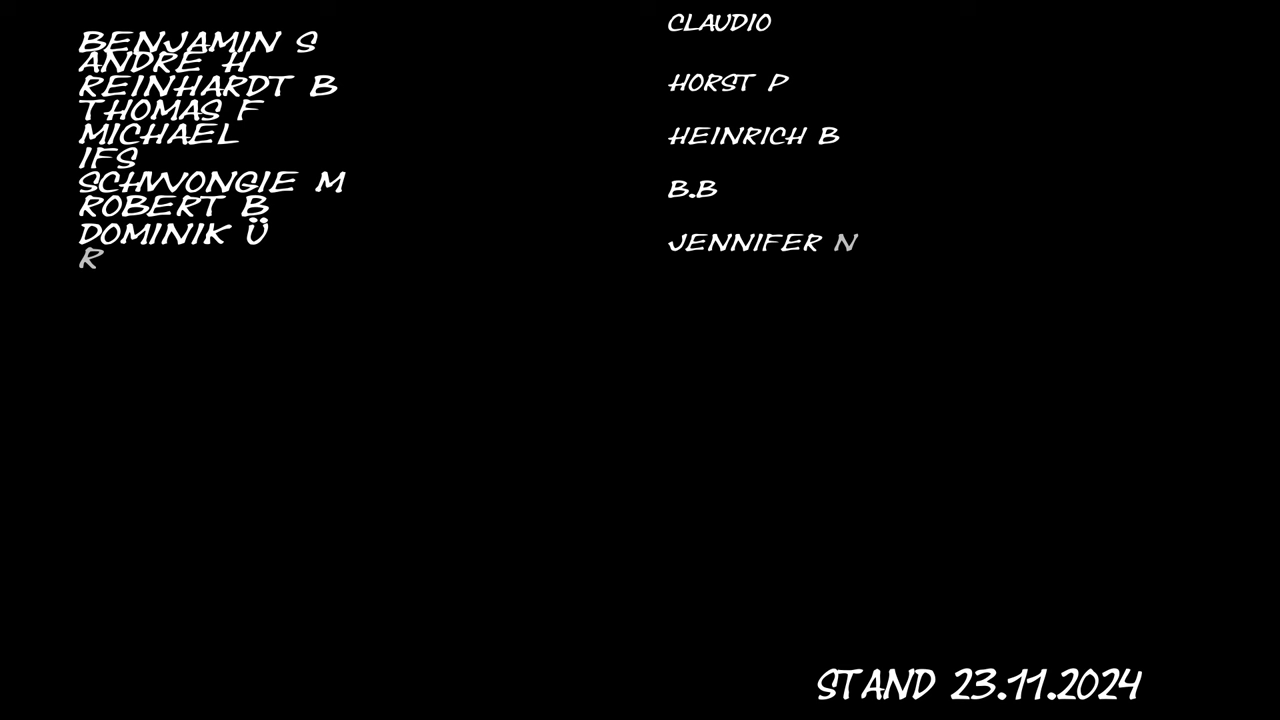 BENJAMIN S
ANDRE H
REINHARDT B
THOMAS F
MICHAEL
IFS
SCHWONGIE M
ROBERT B
DOMINIK Ü
R
CLAUDIO
HORST P
HEINRICH B
B.B
JENNIFER N
STAND 23.11.2024